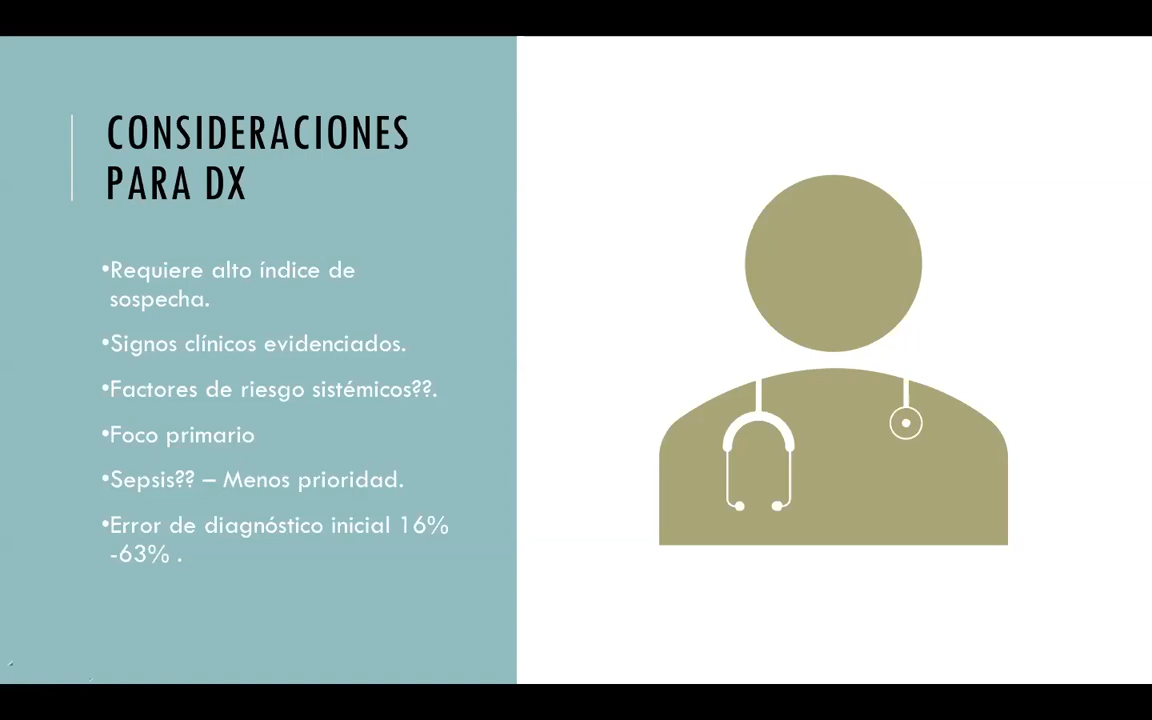 CONSIDERACIONES
PARA DX
•Requiere alto índice de
sospecha.
•Signos clínicos evidenciados.
•Factores de riesgo sistémicos??.
•Foco primario
•Sepsis?? – Menos prioridad.
•Error de diagnóstico inicial 16%
-63% .